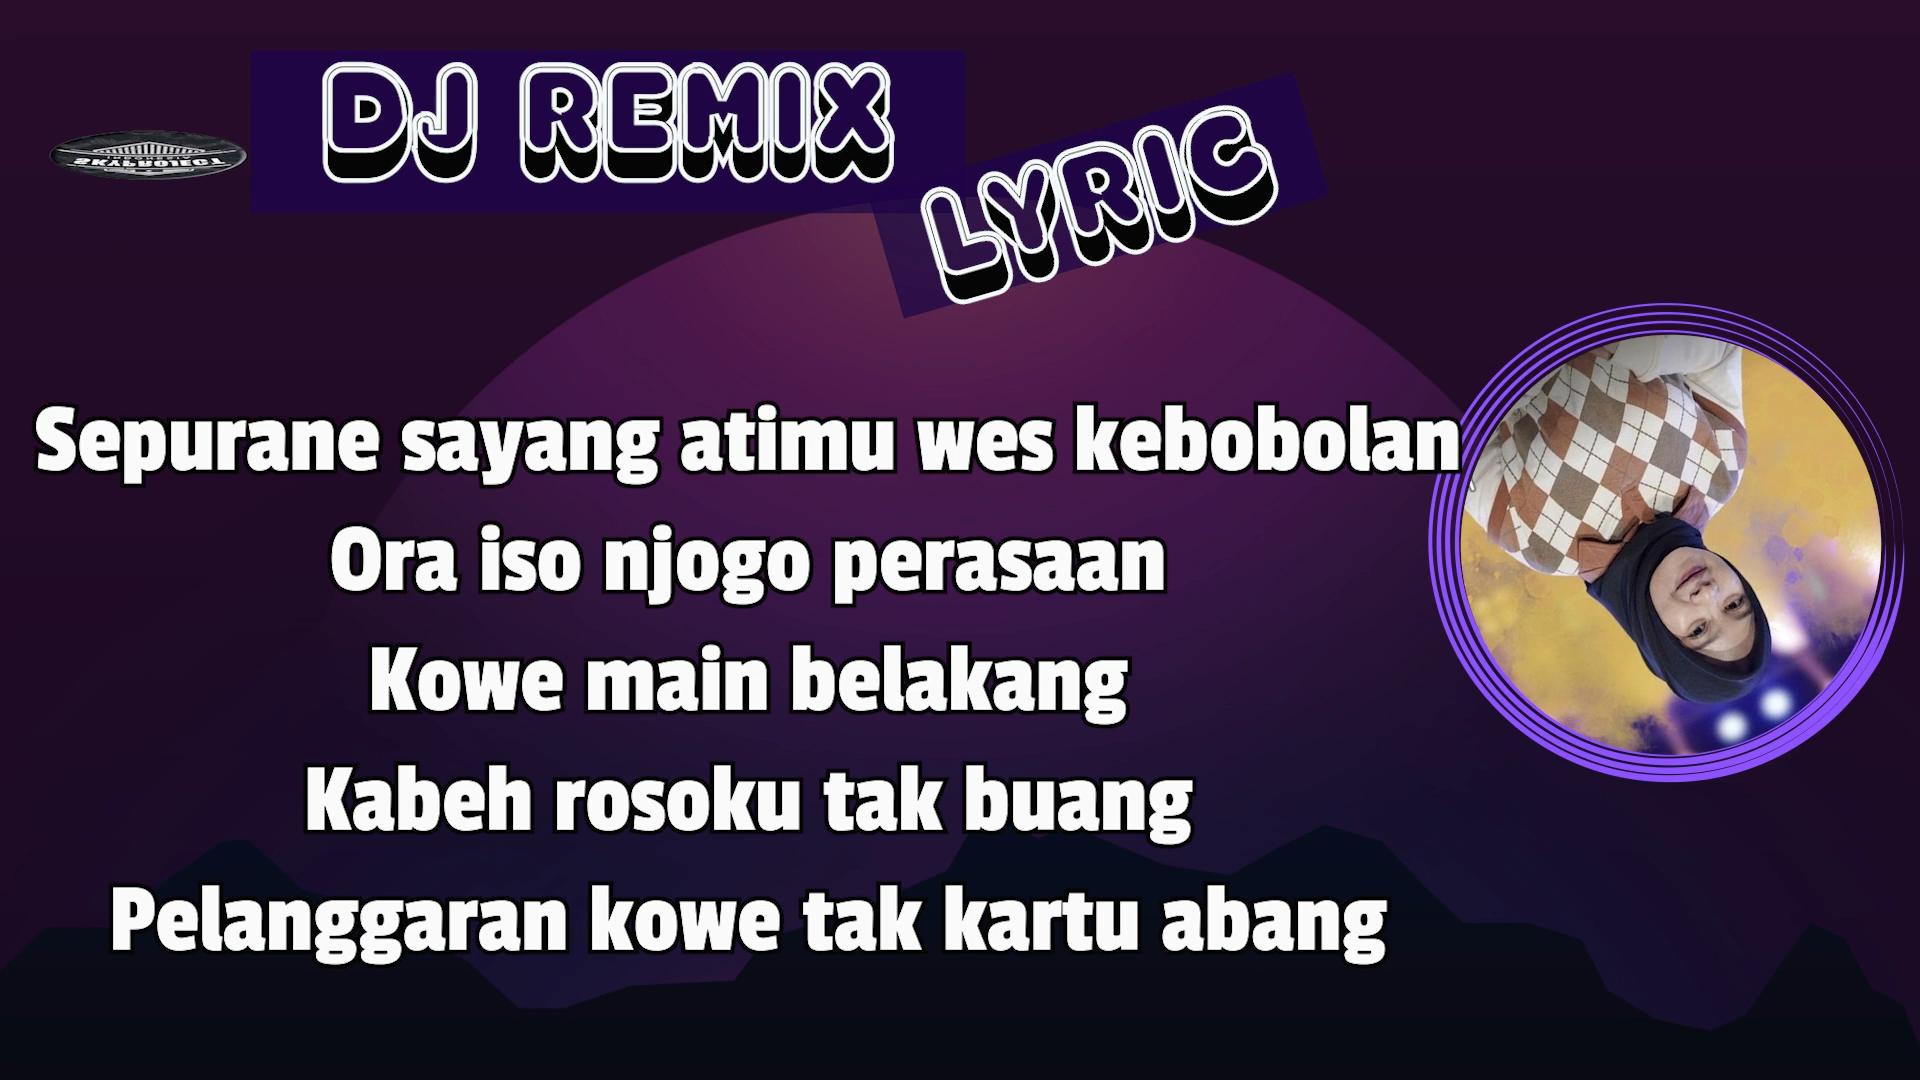 DJ REMIX
LYRIC
SKYPROJECT
Sepurane sayang atimu wes kebobolan
Ora iso njogo perasaan
Kowe main belakang
Kabeh rosoku tak buang
Pelanggaran kowe tak kartu abang